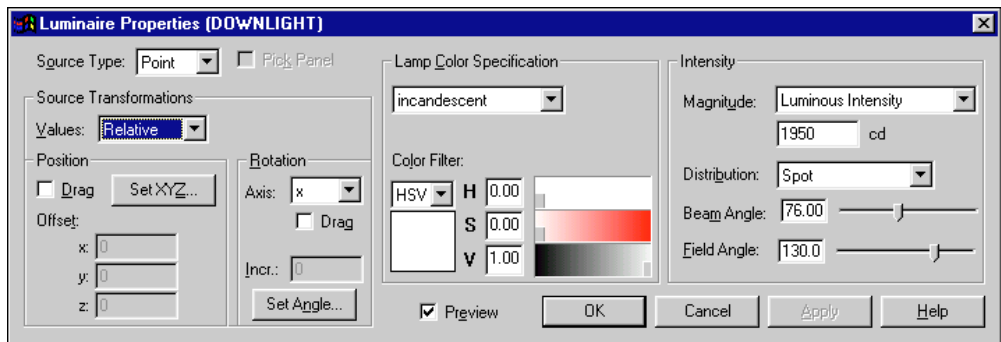 Luminaire Properties (DOWNLIGHT)
Source Type: Point Pick Panel
Source Transformations
Values: Relative
Position
Drag Set XYZ...
Offset:
x: 0
y: 0
z: 0
Rotation
Axis: x
Drag
Incr.: 0
Set Angle...
Lamp Color Specification
incandescent
Color Filter:
HSV H 0.00
S 0.00
V 1.00
Intensity
Magnitude: Luminous Intensity
1950 cd
Distribution: Spot
Beam Angle: 76.00
Field Angle: 130.0
Preview OK Cancel Apply Help